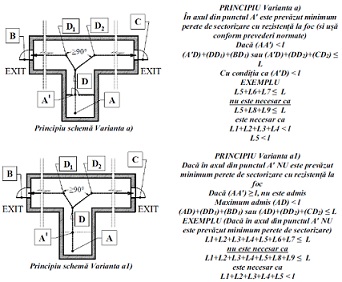 PRINCIPIU Varianta a)
În axul din punctul A' este prevăzut minimum
perete de sectorizare cu rezistență la foc (și uși
conform prevederi normate)
Dacă (AA') < l
(A'D)+(DD₁)+(BD₁) sau (A'D)+(DD₂)+(CD₂) ≤
L
Cu condiția ca (A'D) < l
EXEMPLU
L5+L6+L7 ≤ L
nu este necesar ca
L5+L8+L9 ≤ L
este necesar ca
L1+L2+L3+L4 < l
L5 < l
D₁
D₂
B
C
≥90°
EXIT
EXIT
D
A'
A
Principiu schemă Varianta a)
PRINCIPIU Varianta a1)
Dacă în axul din punctul A' NU este prevăzut
minimum perete de sectorizare cu rezistență la
foc
Dacă (AA') ≥ l, nu este admis
Maximum admis (AD) < l
(AD)+(DD₁)+(BD₁) sau (AD)+(DD₂)+(CD₂) ≤ L
EXEMPLU (Dacă în axul din punctul A' NU
este prevăzut minimum perete de sectorizare)
L1+L2+L3+L4+L5+L6+L7 ≤ L
nu este necesar ca
L1+L2+L3+L4+L5+L8+L9 ≤ L
este necesar ca
L1+L2+L3+L4+L5 < l
D₁
D₂
B
C
≥90°
EXIT
EXIT
D
A'
A
Principiu schemă Varianta a1)